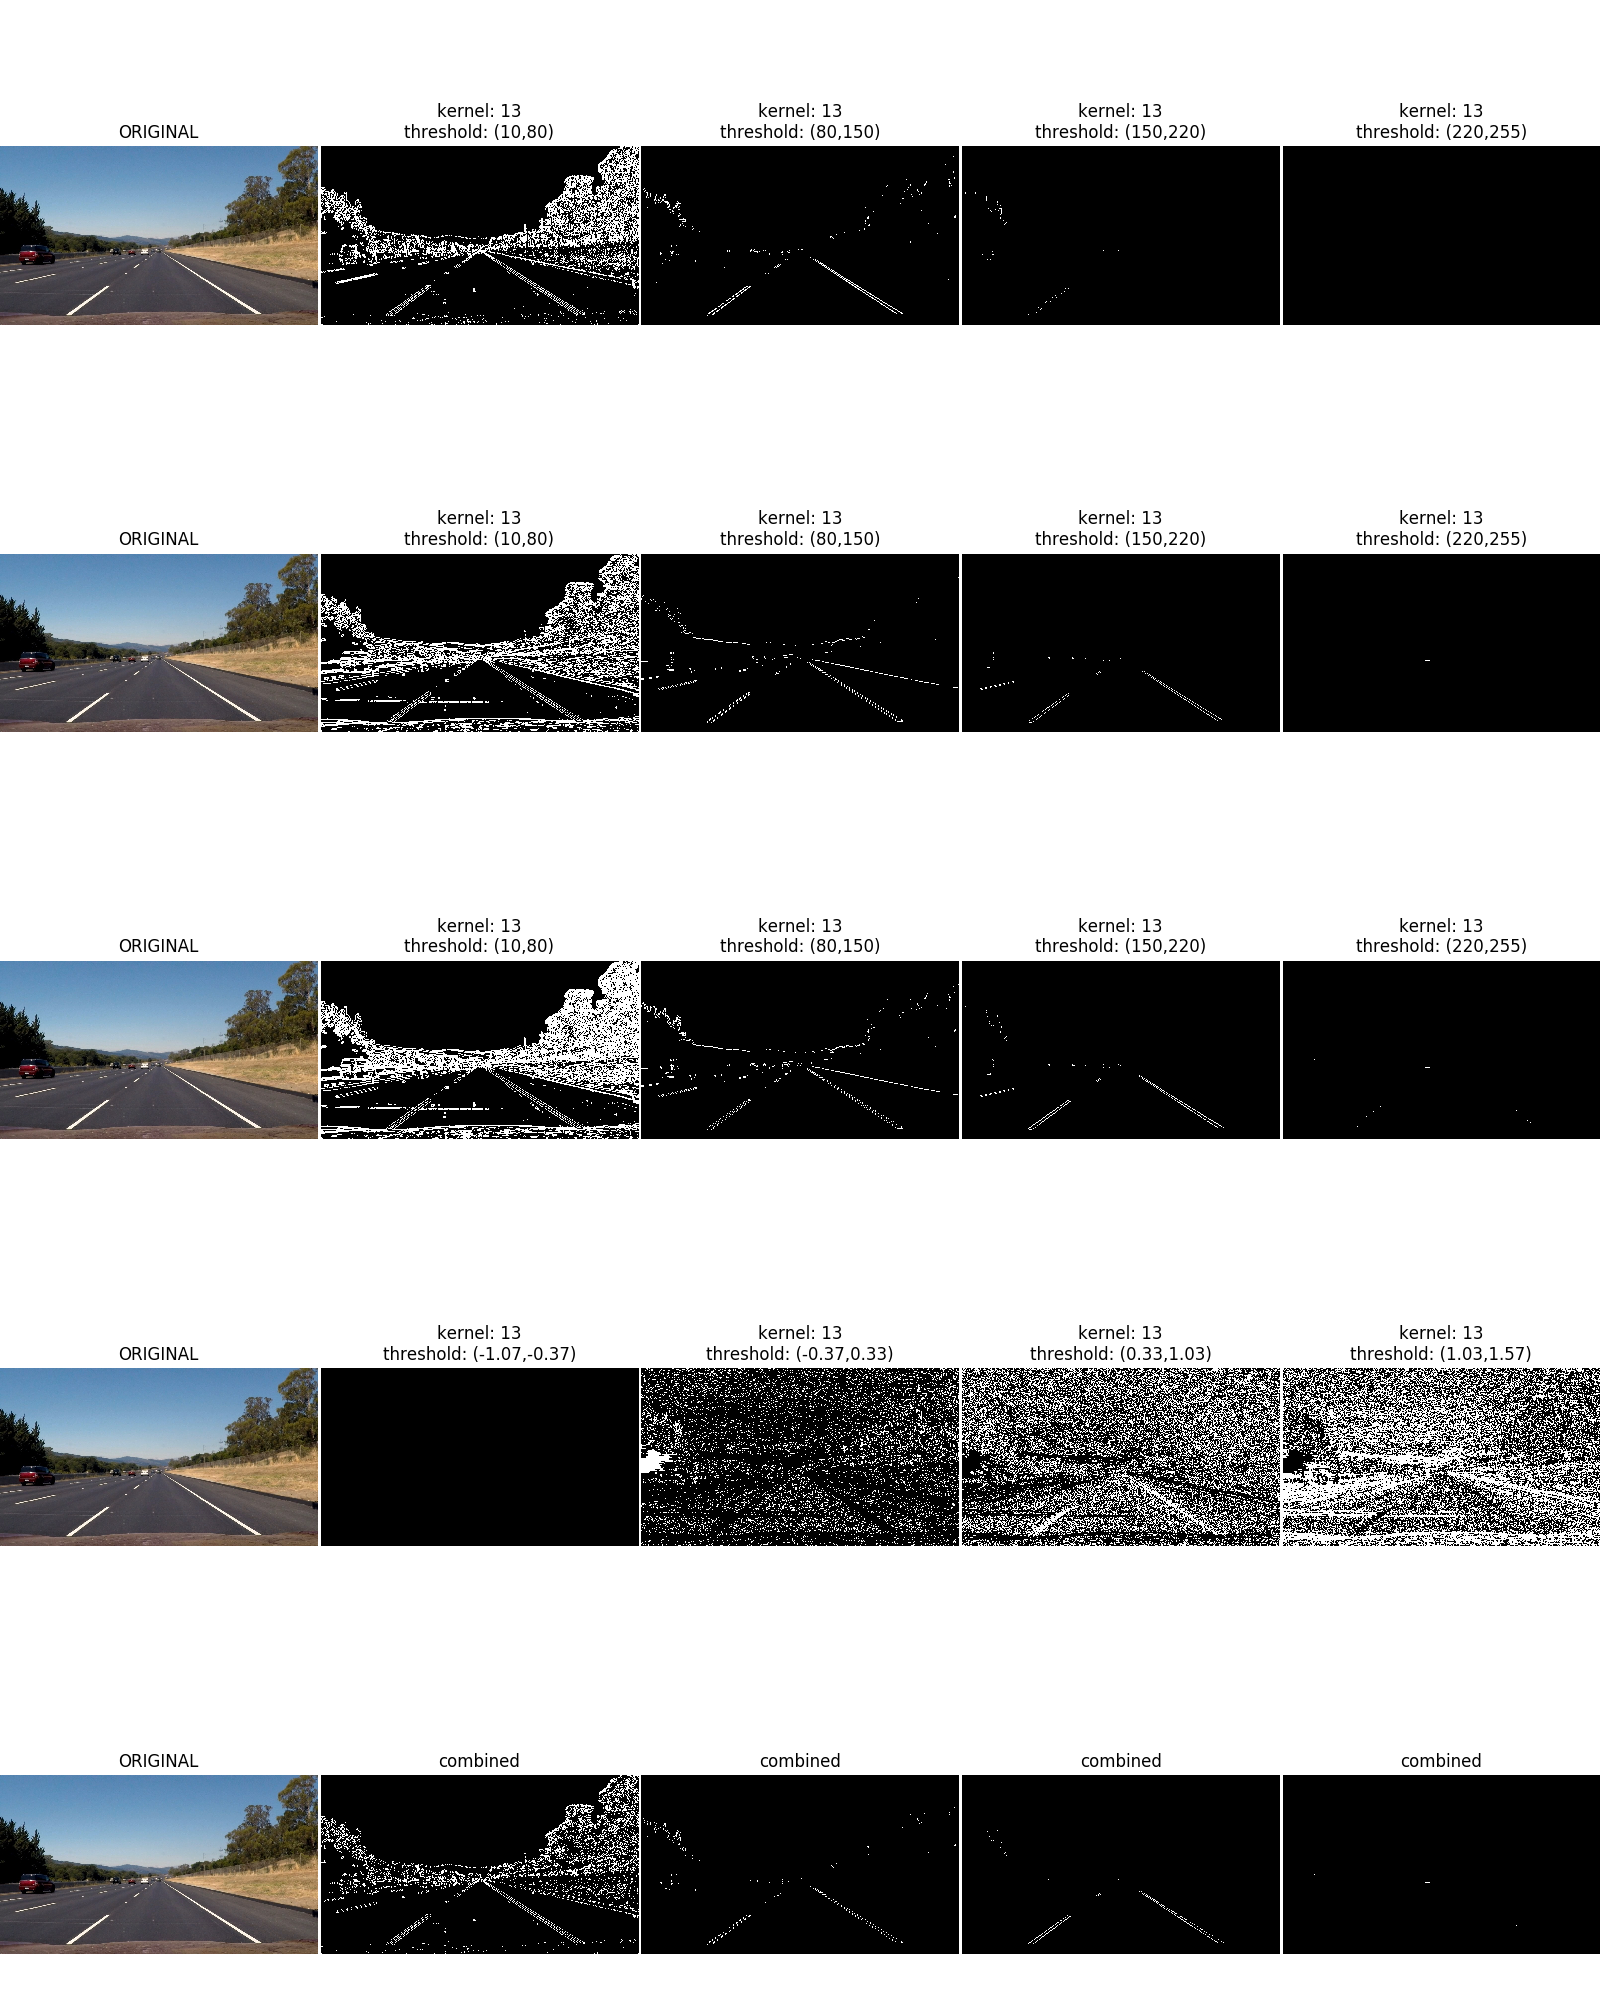 ORIGINAL
kernel: 13
threshold: (10,80)
kernel: 13
threshold: (80,150)
kernel: 13
threshold: (150,220)
kernel: 13
threshold: (220,255)
ORIGINAL
kernel: 13
threshold: (10,80)
kernel: 13
threshold: (80,150)
kernel: 13
threshold: (150,220)
kernel: 13
threshold: (220,255)
ORIGINAL
kernel: 13
threshold: (10,80)
kernel: 13
threshold: (80,150)
kernel: 13
threshold: (150,220)
kernel: 13
threshold: (220,255)
ORIGINAL
kernel: 13
threshold: (-1.07,-0.37)
kernel: 13
threshold: (-0.37,0.33)
kernel: 13
threshold: (0.33,1.03)
kernel: 13
threshold: (1.03,1.57)
ORIGINAL
combined
combined
combined
combined